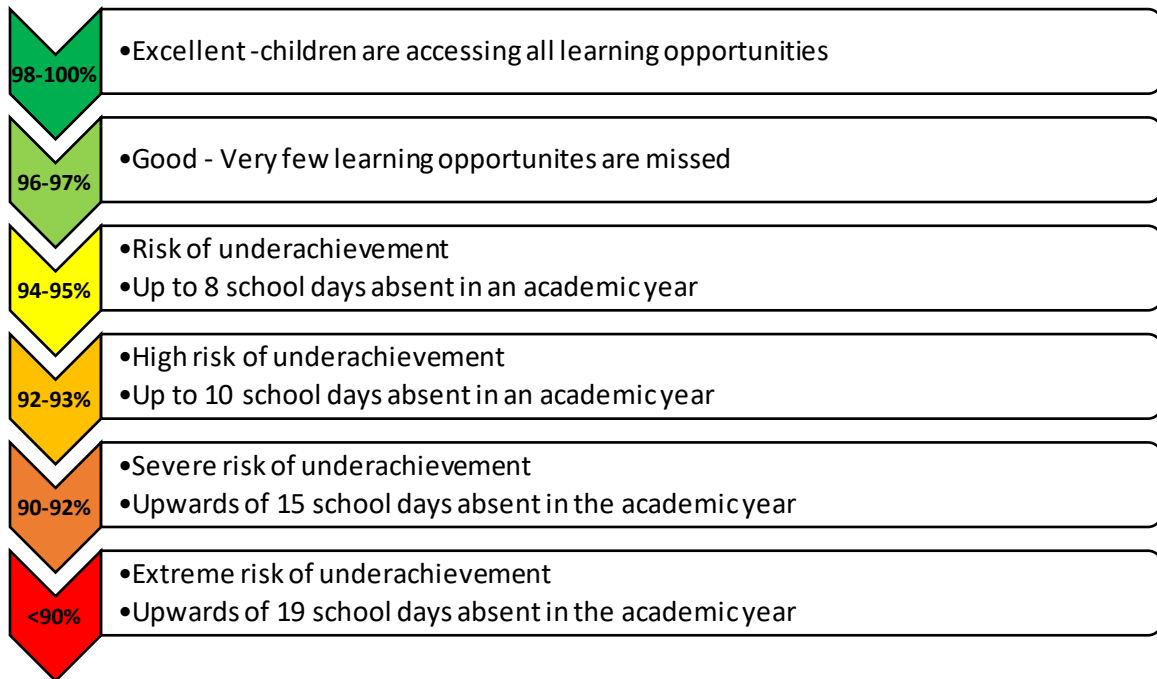 98-100%
•Excellent -children are accessing all learning opportunities
96-97%
•Good - Very few learning opportunites are missed
94-95%
•Risk of underachievement
•Up to 8 school days absent in an academic year
92-93%
•High risk of underachievement
•Up to 10 school days absent in an academic year
90-92%
•Severe risk of underachievement
•Upwards of 15 school days absent in the academic year
<90%
•Extreme risk of underachievement
•Upwards of 19 school days absent in the academic year